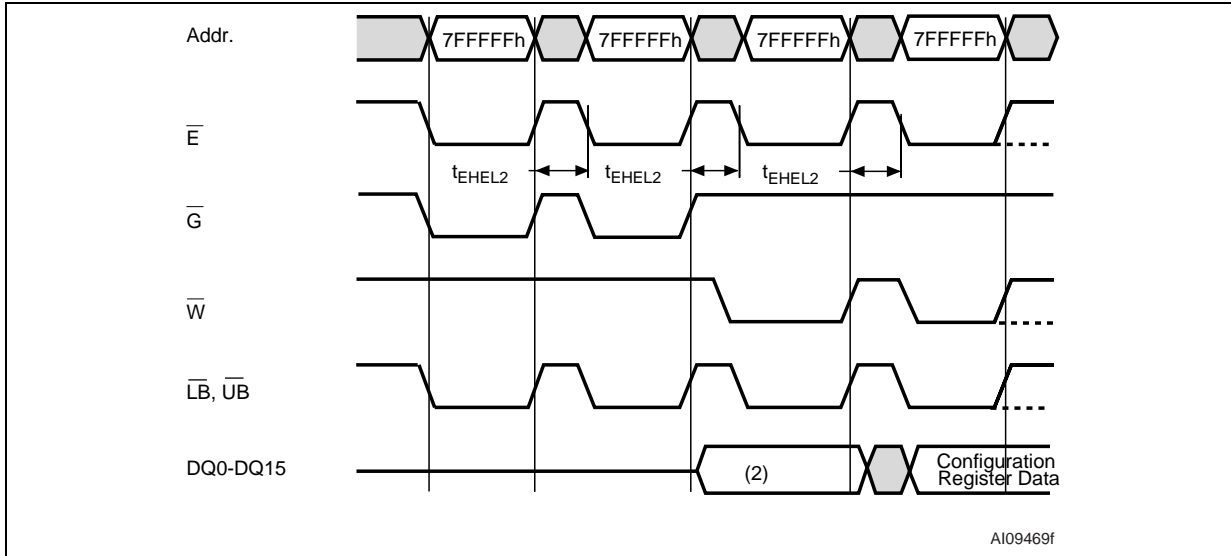 Addr.
7FFFFFh 7FFFFFh 7FFFFFh 7FFFFFh
E
tEHEL2 tEHEL2 tEHEL2
G
W
LB, UB
DQ0-DQ15
(2)
Configuration
Register Data
AI09469f